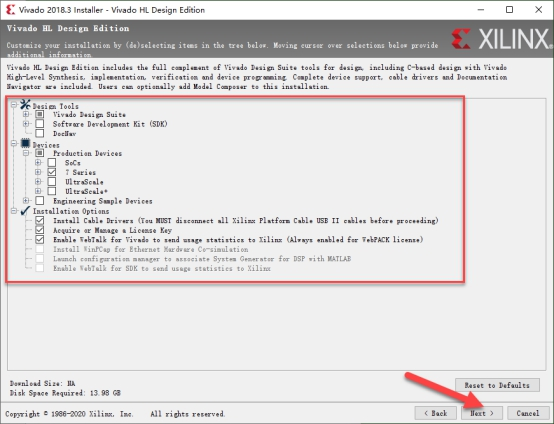 Vivado 2018.3 Installer - Vivado HL Design Edition
Vivado HL Design Edition
Customize your installation by (de)selecting items in the tree below. Moving cursor over selections below provide
additional information.
XILINX
Vivado HL Design Edition includes the full complement of Vivado Design Suite tools for design, including C-based design with Vivado
High-Level Synthesis, implementation, verification and device programming. Complete device support, cable drivers and Documentation
Navigator are included. Users can optionally add Model Composer to this installation.
Design Tools
Vivado Design Suite
Software Development Kit (SDK)
DocNav
Devices
Production Devices
SoCs
7 Series
UltraScale
UltraScale+
Engineering Sample Devices
Installation Options
Install Cable Drivers (You MUST disconnect all Xilinx Platform Cable USB II cables before proceeding)
Acquire or Manage a License Key
Enable WebTalk for Vivado to send usage statistics to Xilinx (Always enabled for WebPACK license)
Install WinPCap for Ethernet Hardware Co-simulation
Launch configuration manager to associate System Generator for DSP with MATLAB
Enable WebTalk for SDK to send usage statistics to Xilinx
Download Size: NA
Disk Space Required: 13.98 GB
Reset to Defaults
Copyright © 1986-2020 Xilinx, Inc. All rights reserved.
< Back
Next >
Cancel